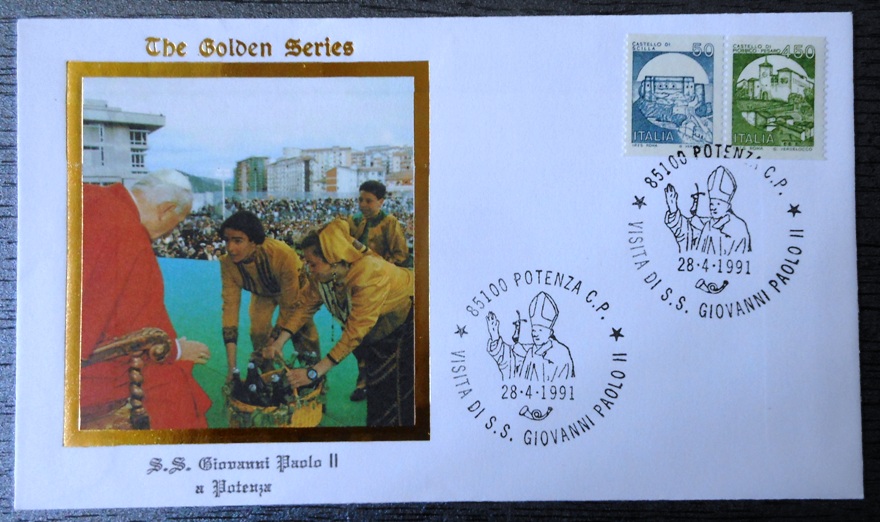 The Golden Series
CASTELLO DI
SCILLA
50
ITALIA
CASTELLO DI
450
ITALIA
85100 POTENZA C.P.
28·4·1991
VISITA DI S.S. GIOVANNI PAOLO II
85100 POTENZA C.P.
28·4·1991
VISITA DI S.S. GIOVANNI PAOLO II
S.S. Giovanni Paolo II
a Potenza